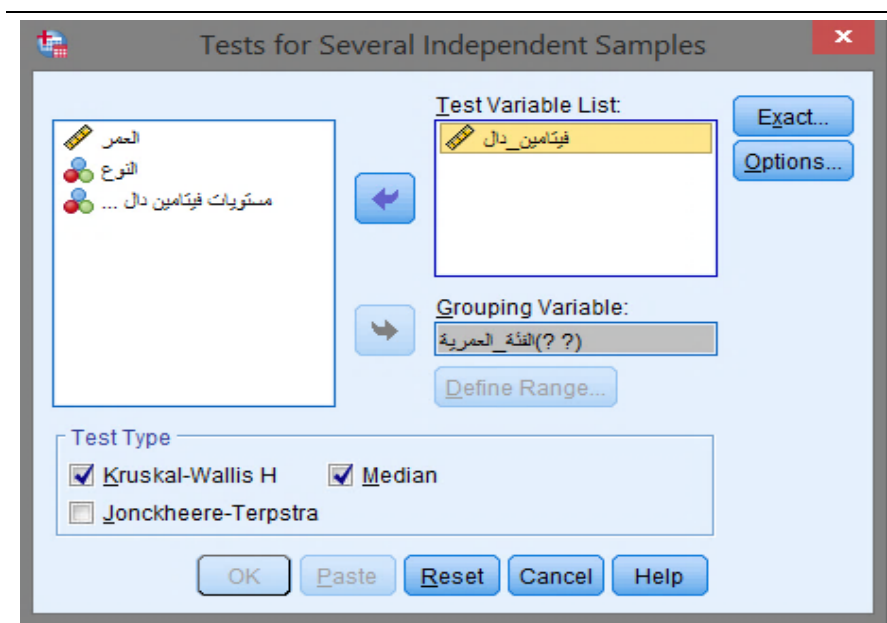 Tests for Several Independent Samples
Test Variable List:
العمر
النوع
مستويات فيتامين دال ...
فيتامين_دال
Exact...
Options...
Grouping Variable:
الفئة_العمرية(? ?)
Define Range...
Test Type
Kruskal-Wallis H
Median
Jonckheere-Terpstra
OK
Paste
Reset
Cancel
Help